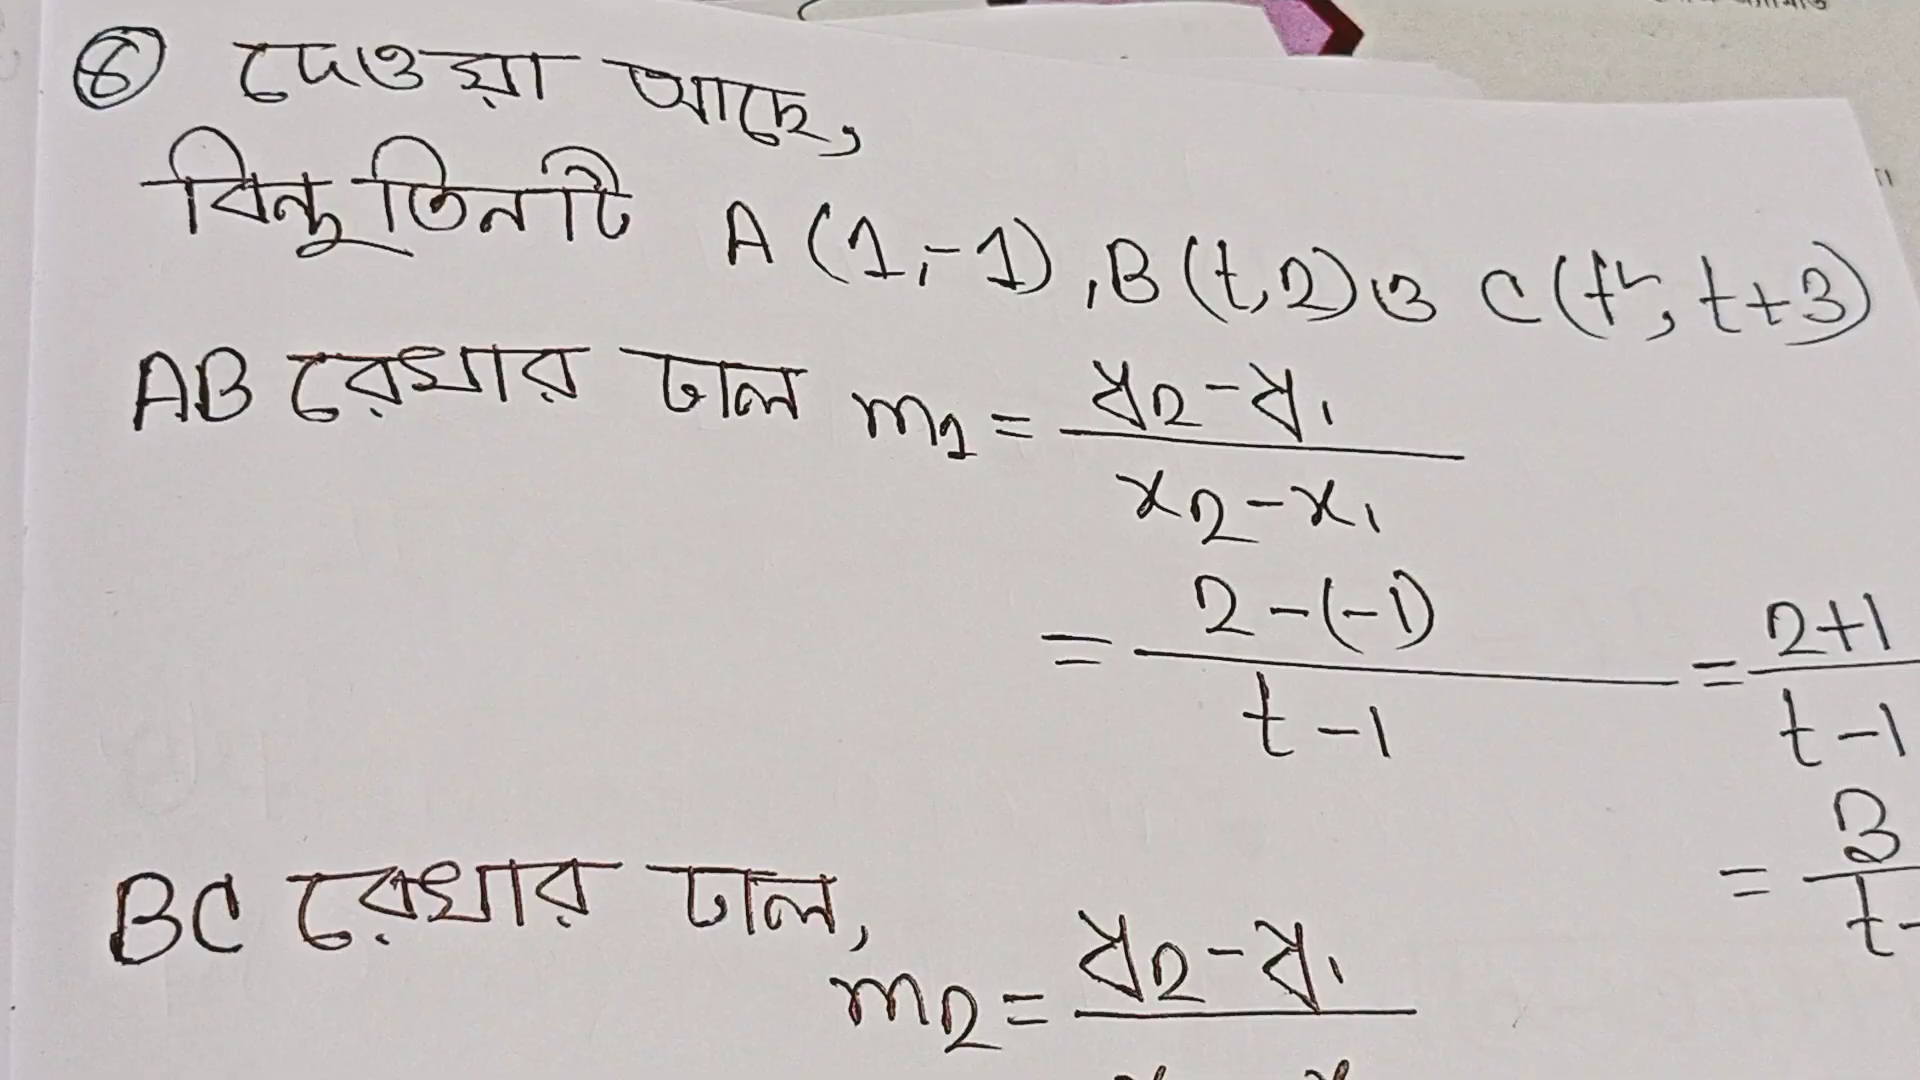 ⑥ দেওয়া আছে,
বিন্দু তিনটি A(1,-1), B(t,2) ও C(t², t+3)
AB রেখার ঢাল m₁ = (y₂-y₁)/(x₂-x₁)
= (2-(-1))/(t-1) = (2+1)/(t-1)
= 3/(t-
BC রেখার ঢাল,
m₂ = y₂-y₁